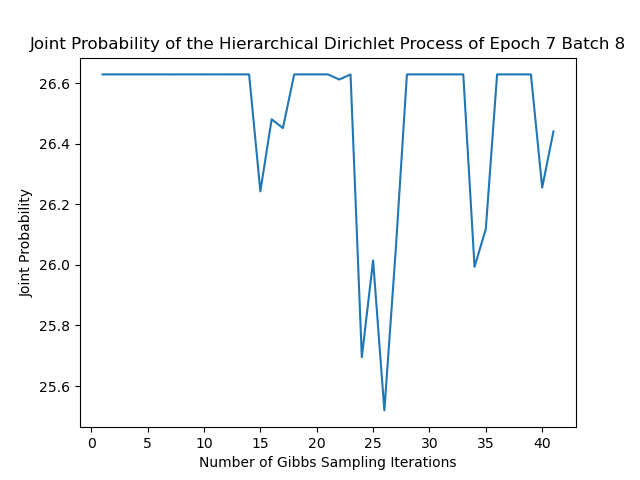 Joint Probability of the Hierarchical Dirichlet Process of Epoch 7 Batch 8
Joint Probability
26.6
26.4
26.2
26.0
25.8
25.6
0 5 10 15 20 25 30 35 40
Number of Gibbs Sampling Iterations